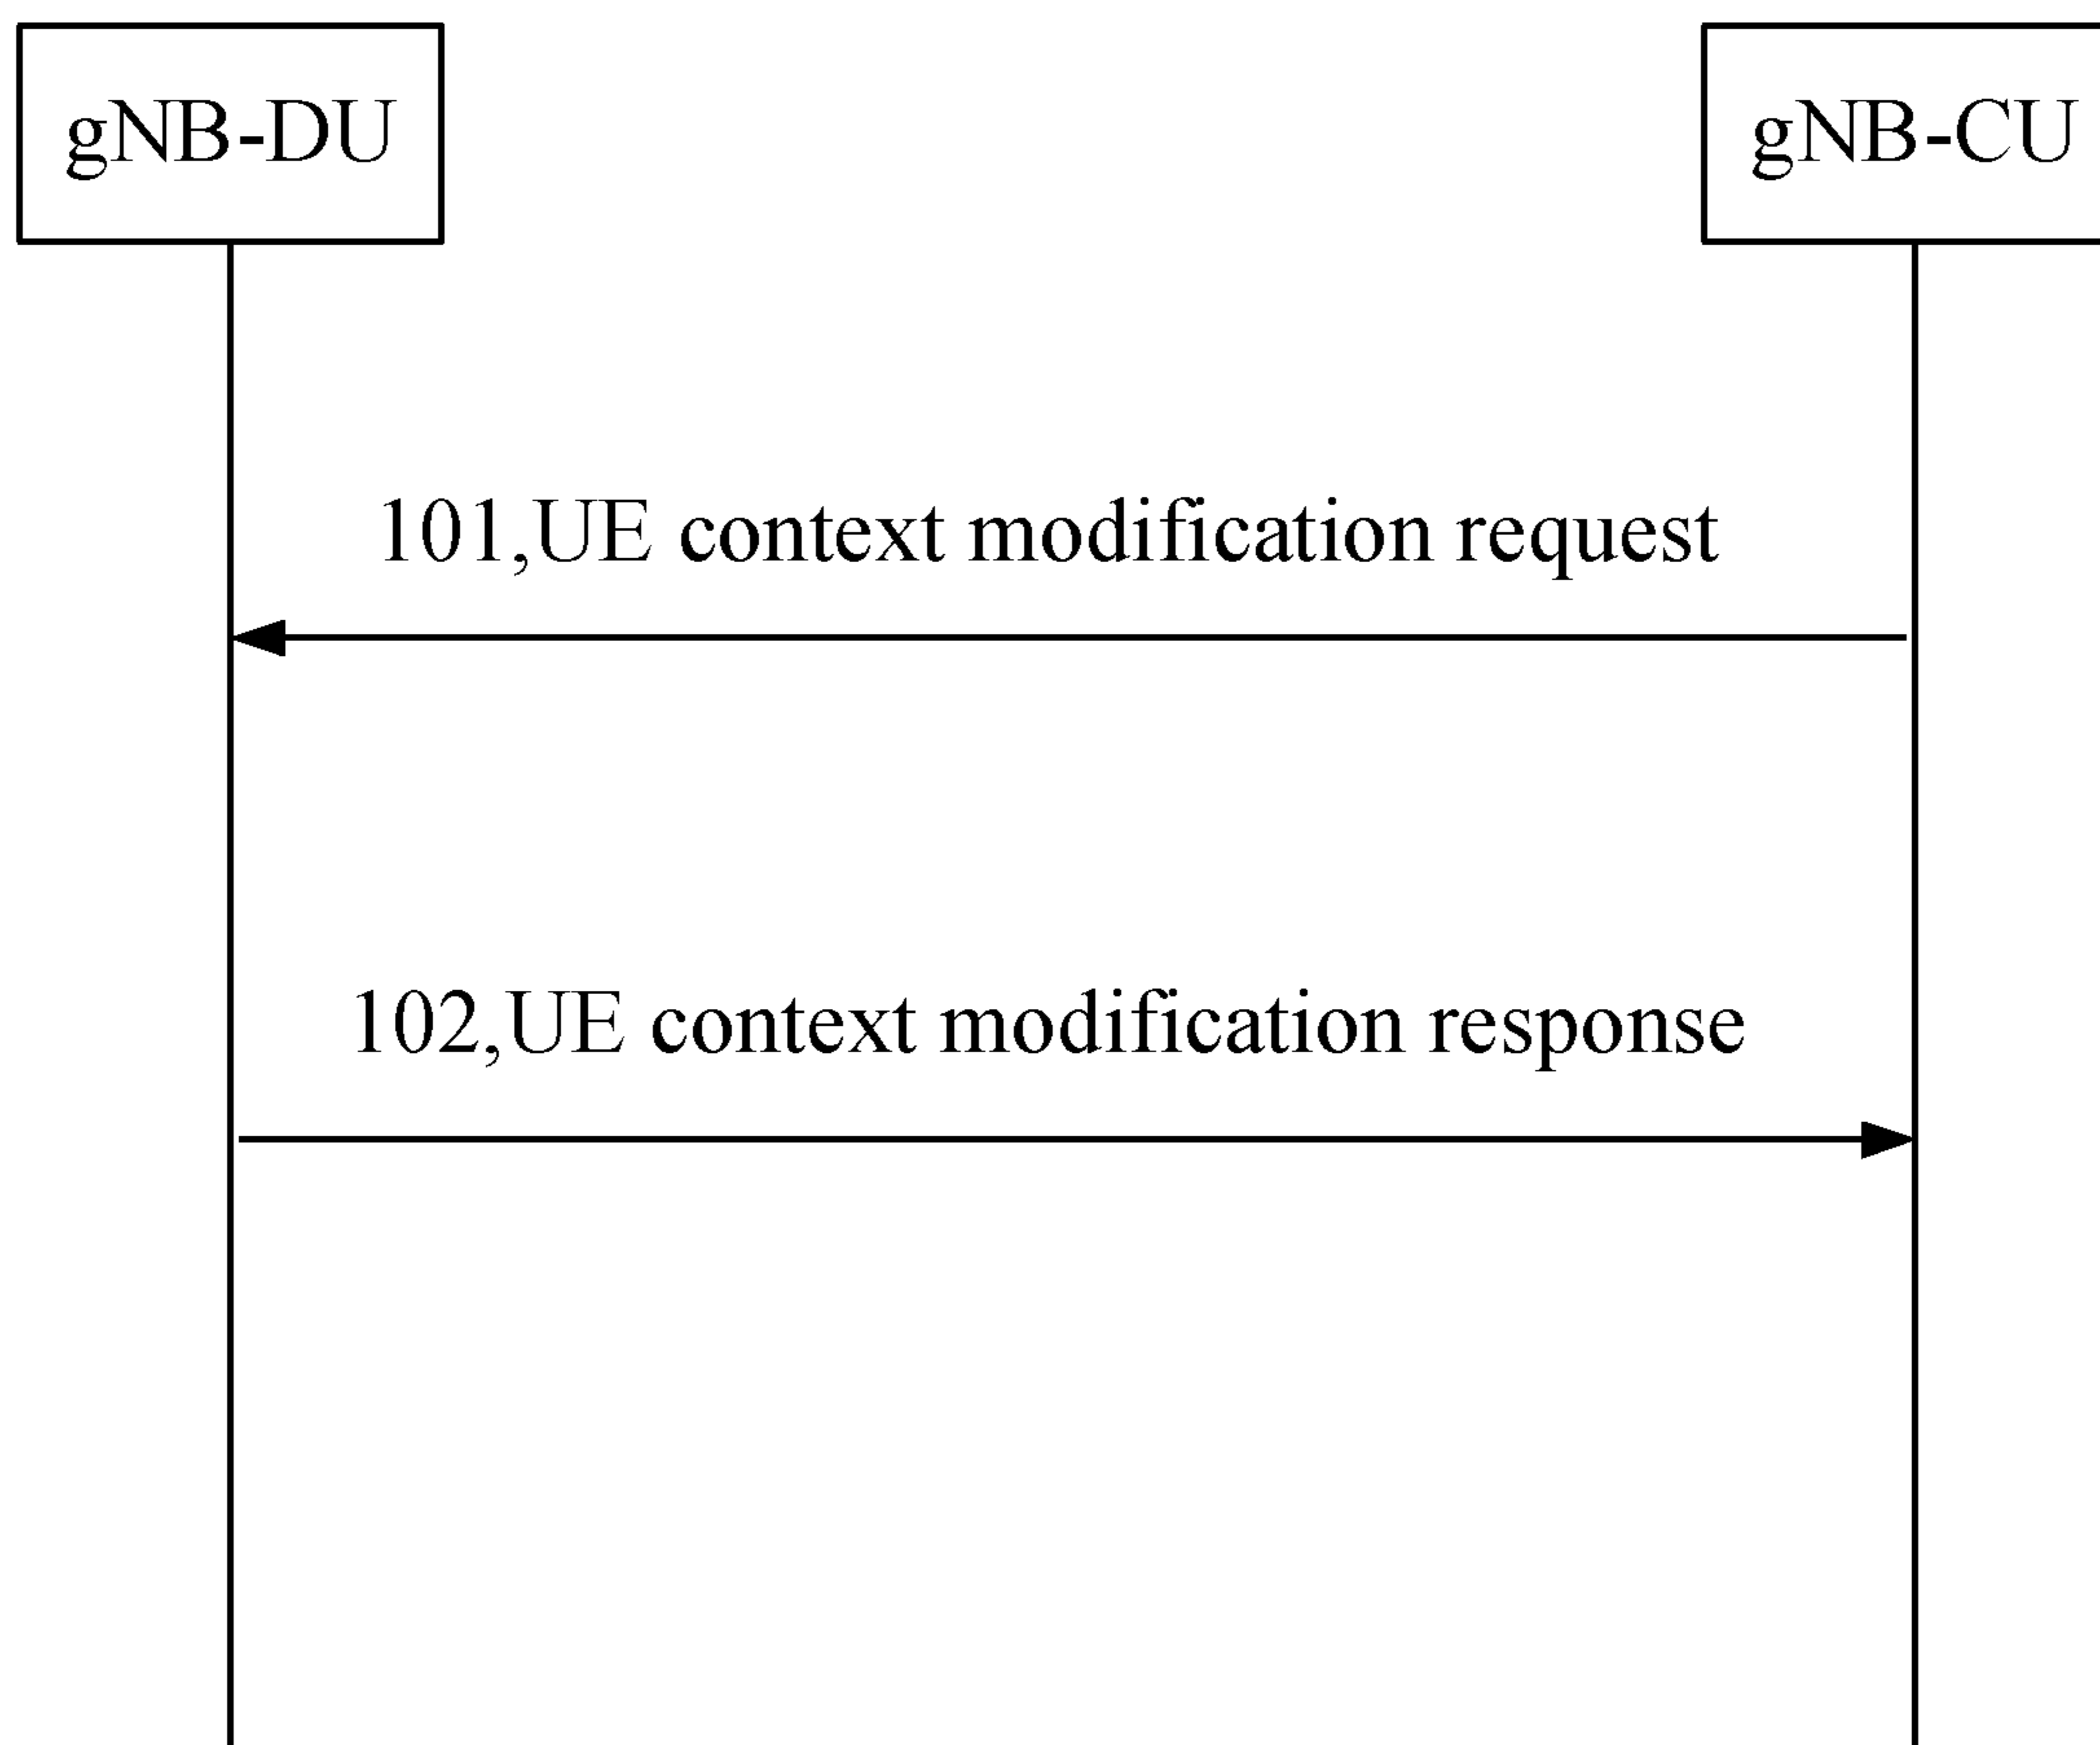 gNB-DU
gNB-CU
101,UE context modification request
102,UE context modification response